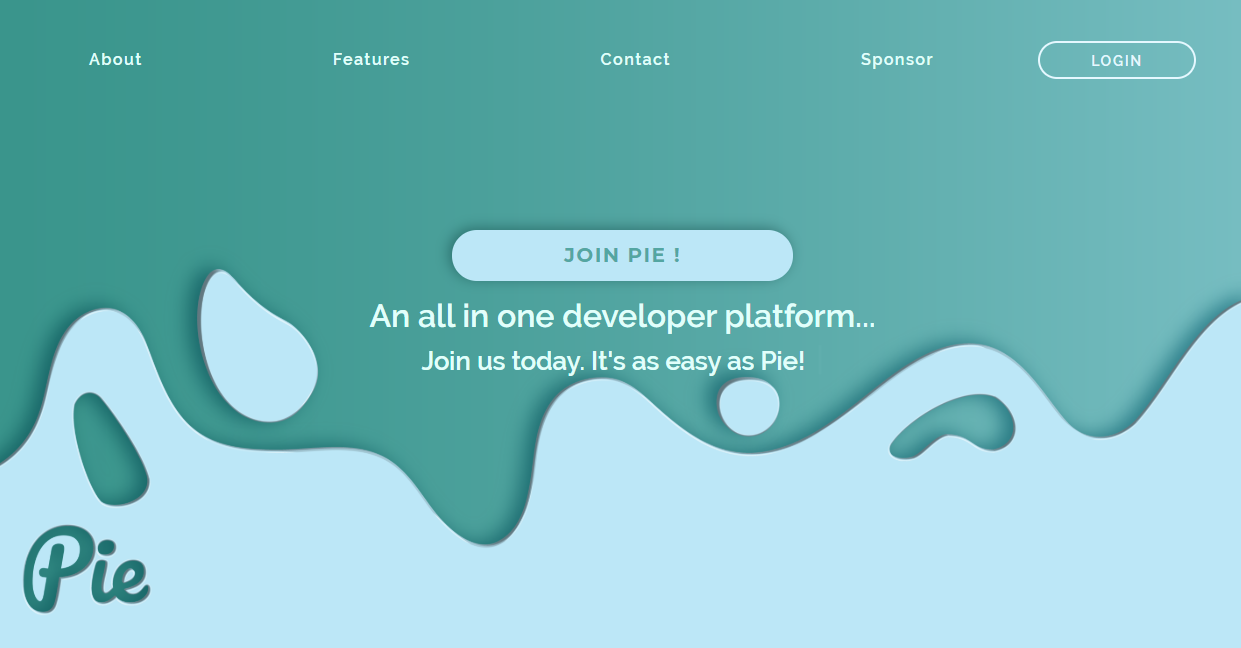 About
Features
Contact
Sponsor
LOGIN
JOIN PIE !
An all in one developer platform...
Join us today. It's as easy as Pie!
Pie